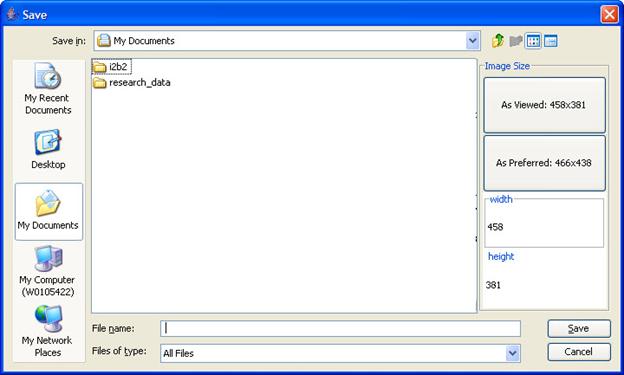 Save
Save in:
My Documents
My Recent
Documents
Desktop
My Documents
My Computer
(W0105422)
My Network
Places
i2b2
research_data
Image Size
As Viewed: 458x381
As Preferred: 466x438
width
458
height
381
File name:
Save
Files of type:
All Files
Cancel